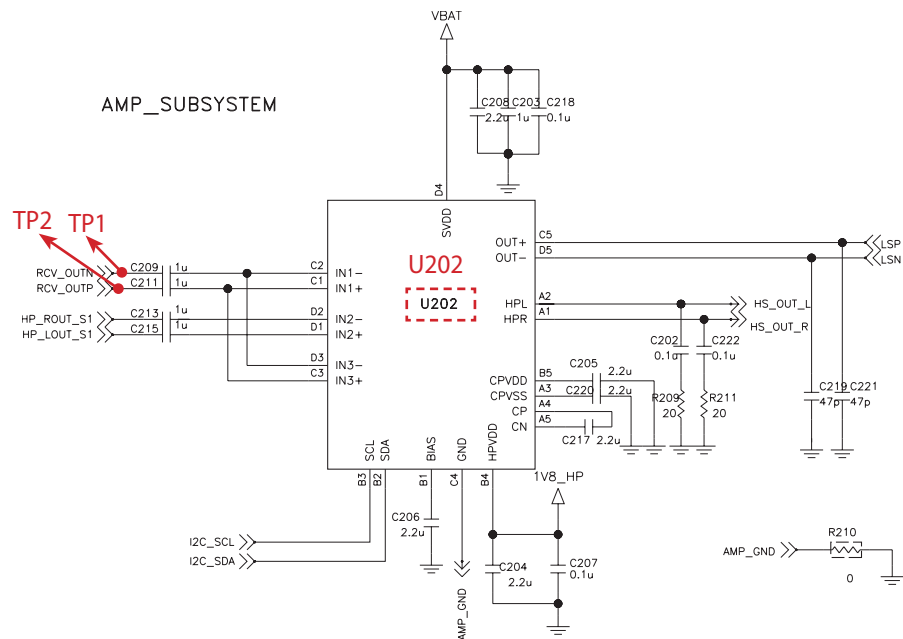 VBAT
AMP_SUBSYSTEM
C208 C203 C218
2.2u 1u 0.1u
D4
SVDD
TP2 TP1
U202
U202
RCV_OUTN C209 1u C2 IN1-
RCV_OUTP C211 1u C1 IN1+
HP_ROUT_S1 C213 1u D2 IN2-
HP_LOUT_S1 C215 1u D1 IN2+
D3 IN3-
C3 IN3+
OUT+ C5 LSP
OUT- D5 LSN
HPL A2 HS_OUT_L
HPR A1 HS_OUT_R
C202 C222
0.1u 0.1u
CPVDD B5 C205 2.2u
CPVSS A3 C220 2.2u
CP A4
CN A5 C217 2.2u
R209 R211
20 20
C219 C221
47p 47p
SCL SDA BIAS GND HPVDD
B3 B2 B1 C4 B4
1V8_HP
C206
2.2u
I2C_SCL
I2C_SDA
AMP_GND
C204 C207
2.2u 0.1u
AMP_GND R210
0